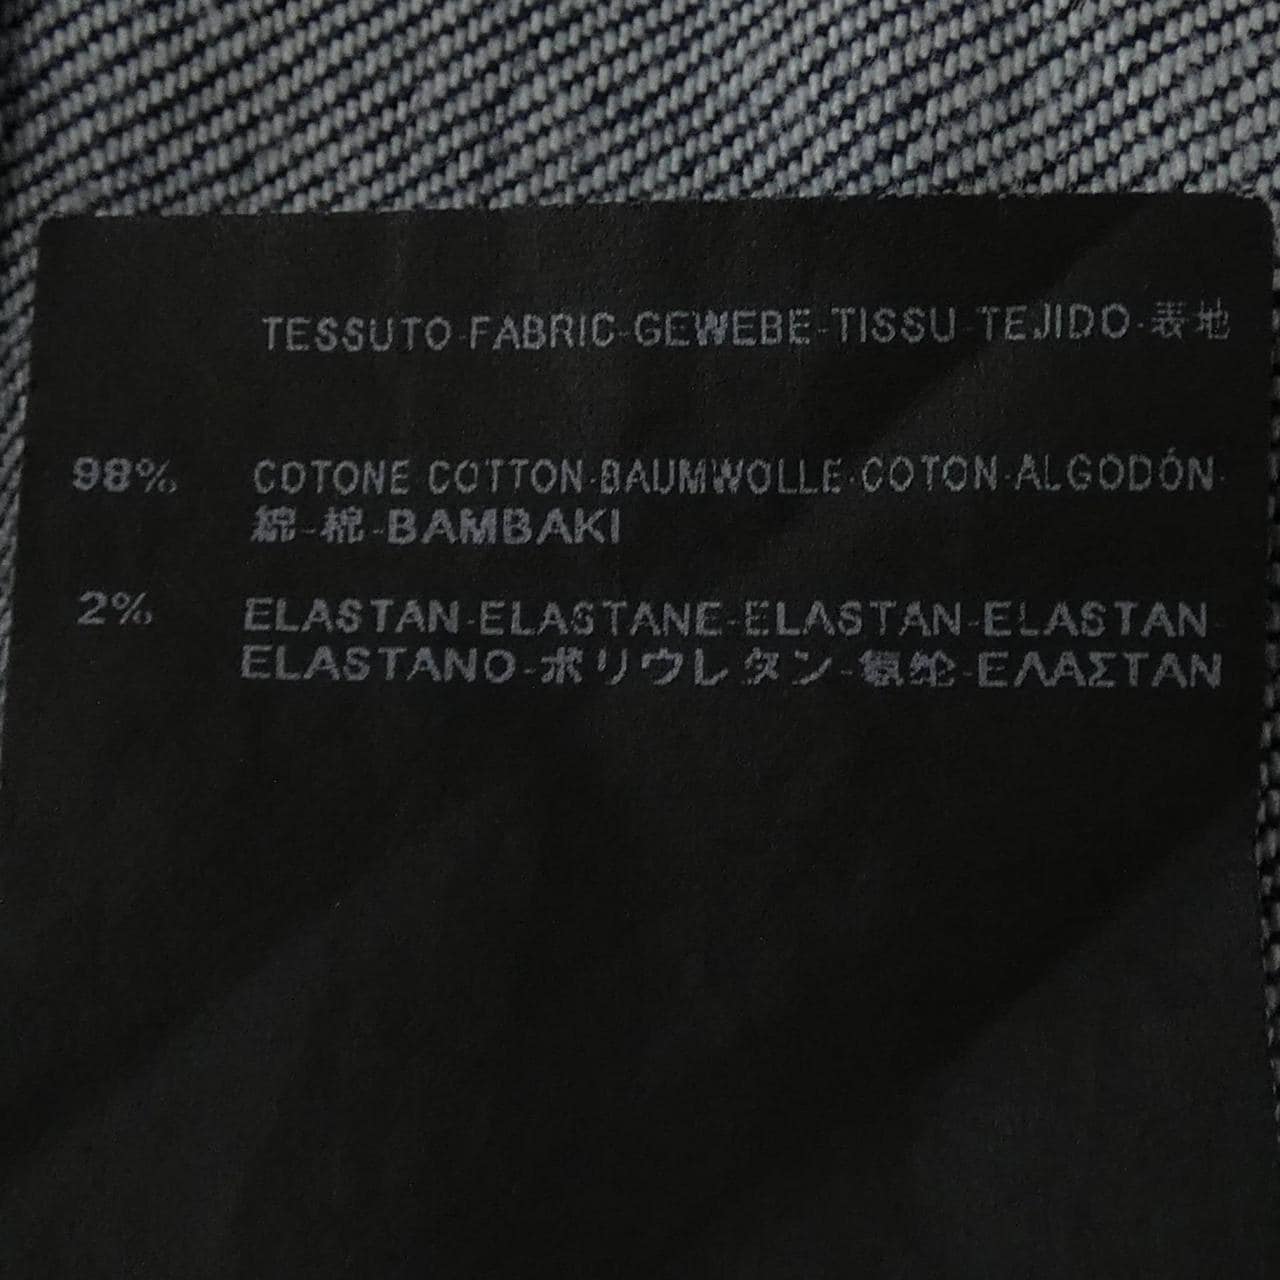 TESSUTO-FABRIC-GEWEBE-TISSU-TEJIDO-表地
98% COTONE COTTON-BAUMWOLLE-COTON-ALGODÓN-
綿-棉-BAMBAKI
2% ELASTAN-ELASTANE-ELASTAN-ELASTAN-
ELASTANO-ポリウレタン-氨纶-ΕΛΑΣΤΑΝ